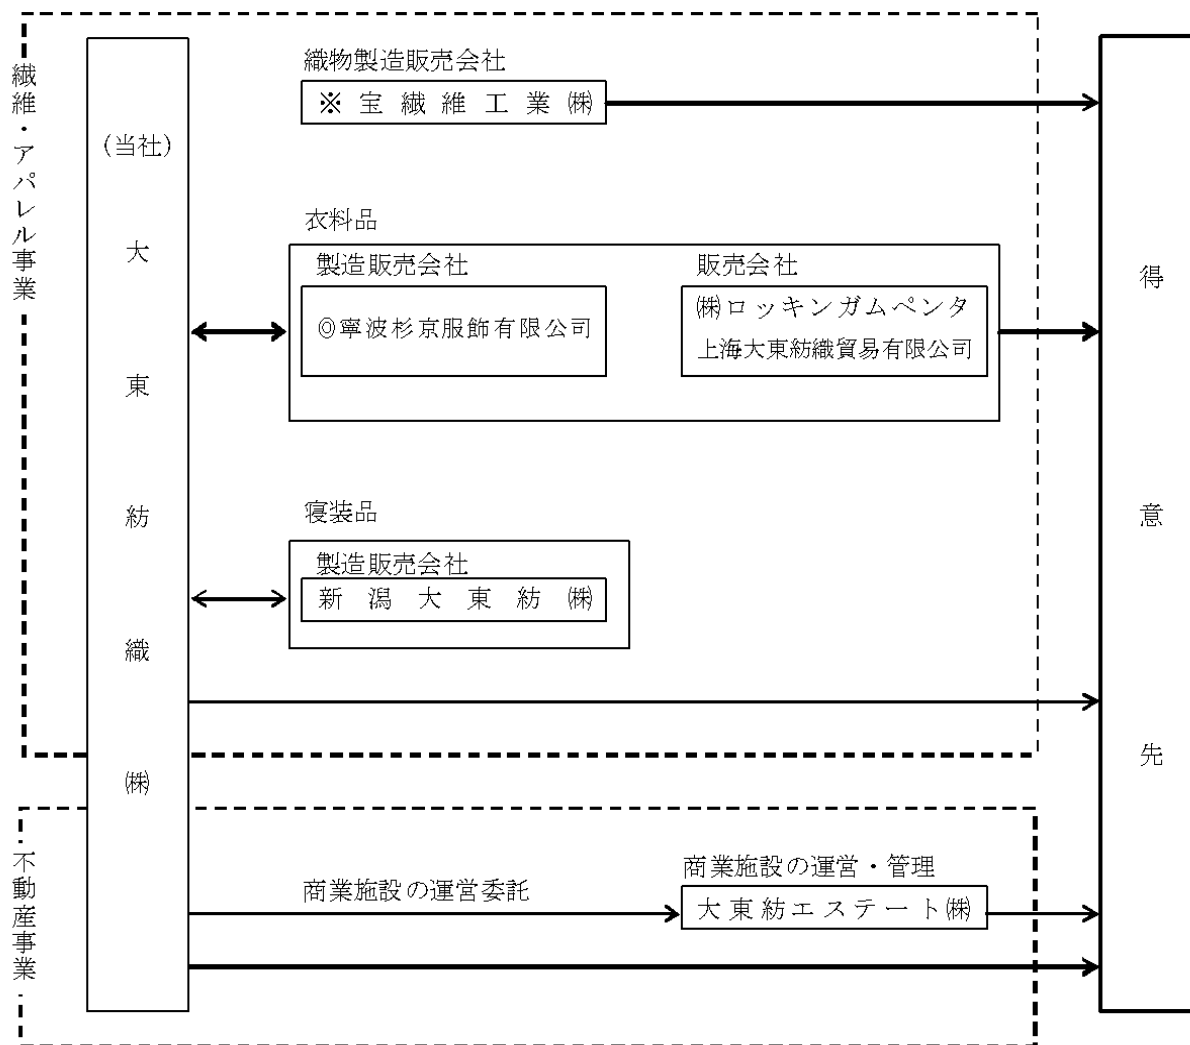 繊維・アパレル事業
(当社)
大東紡織㈱
織物製造販売会社
※宝繊維工業㈱
衣料品
製造販売会社
◎寧波杉京服飾有限公司
販売会社
㈱ロッキンガムペンタ
上海大東紡織貿易有限公司
寝装品
製造販売会社
新潟大東紡㈱
得意先
不動産事業
商業施設の運営委託
商業施設の運営・管理
大東紡エステート㈱